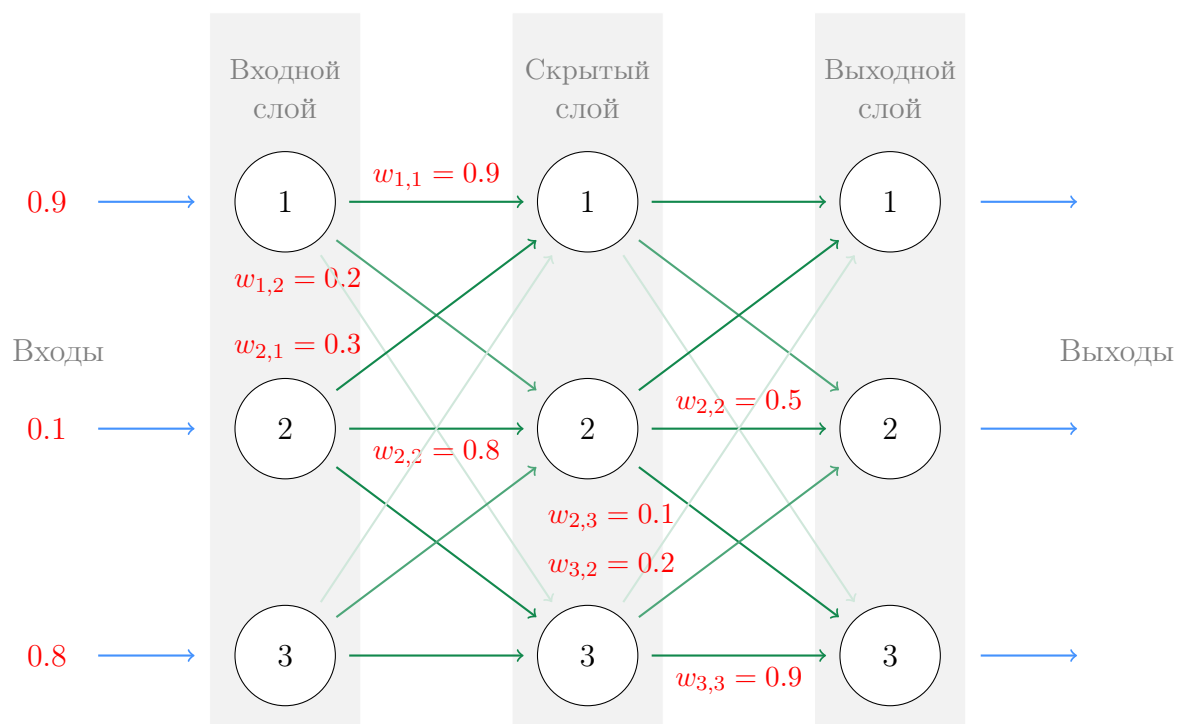 Входной
слой
Скрытый
слой
Выходной
слой
0.9
1
w1,1 = 0.9
1
1
w1,2 = 0.2
w2,1 = 0.3
Входы
Выходы
0.1
2
w2,2 = 0.8
2
w2,2 = 0.5
2
w2,3 = 0.1
w3,2 = 0.2
0.8
3
3
w3,3 = 0.9
3